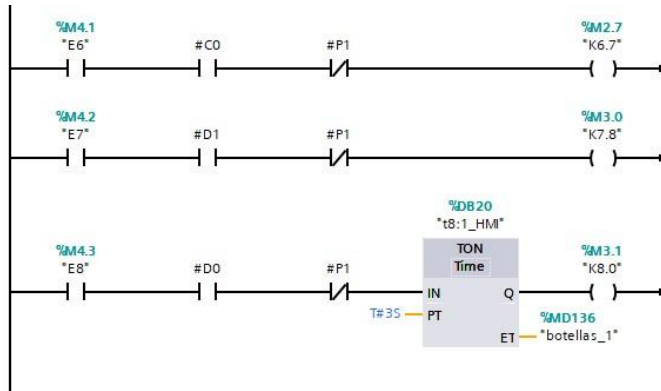 %M4.1 %M2.7
"E6" #C0 #P1 "K6.7"
%M4.2 %M3.0
"E7" #D1 #P1 "K7.8"
%DB20
"t8:1_HMI"
%M4.3 TON %M3.1
"E8" #D0 #P1 Time "K8.0"
IN Q
T#3S PT %MD136
ET "botellas_1"